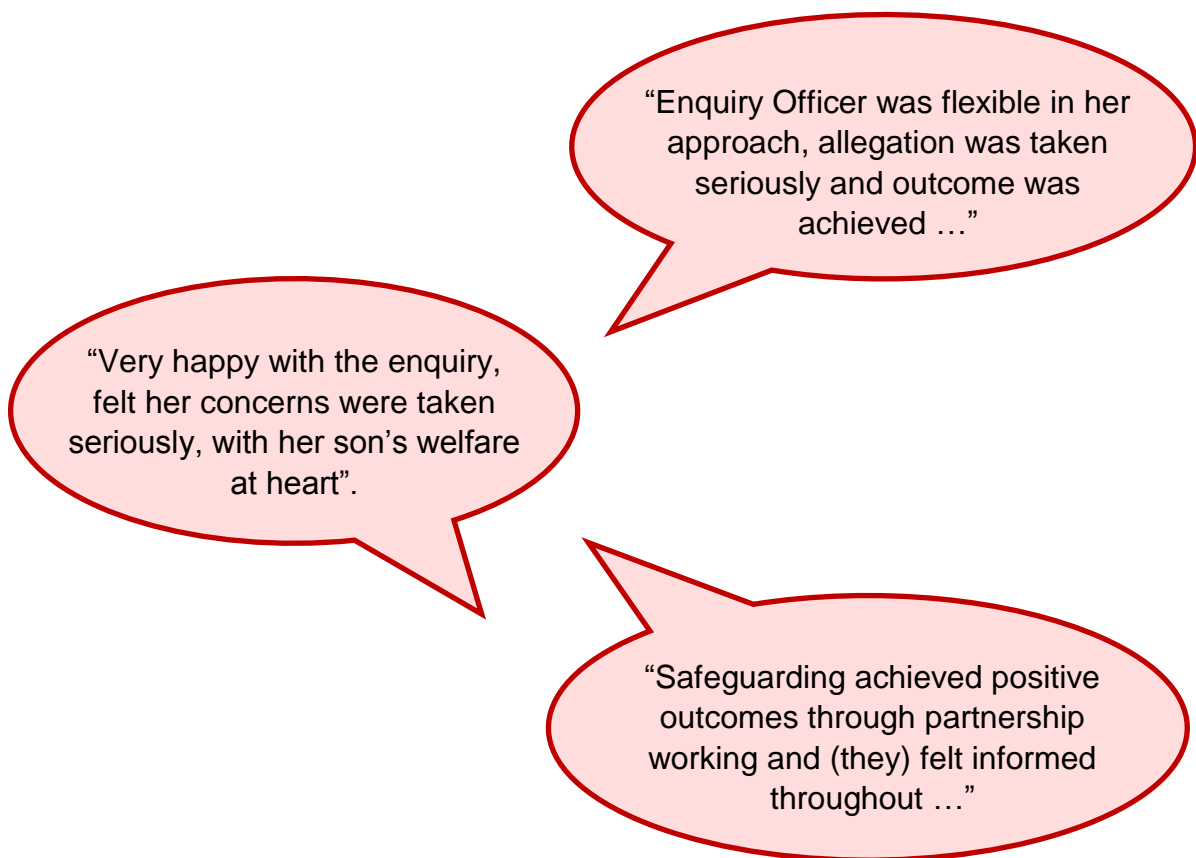 “Enquiry Officer was flexible in her
approach, allegation was taken
seriously and outcome was
achieved …”
“Very happy with the enquiry,
felt her concerns were taken
seriously, with her son’s welfare
at heart”.
“Safeguarding achieved positive
outcomes through partnership
working and (they) felt informed
throughout …”